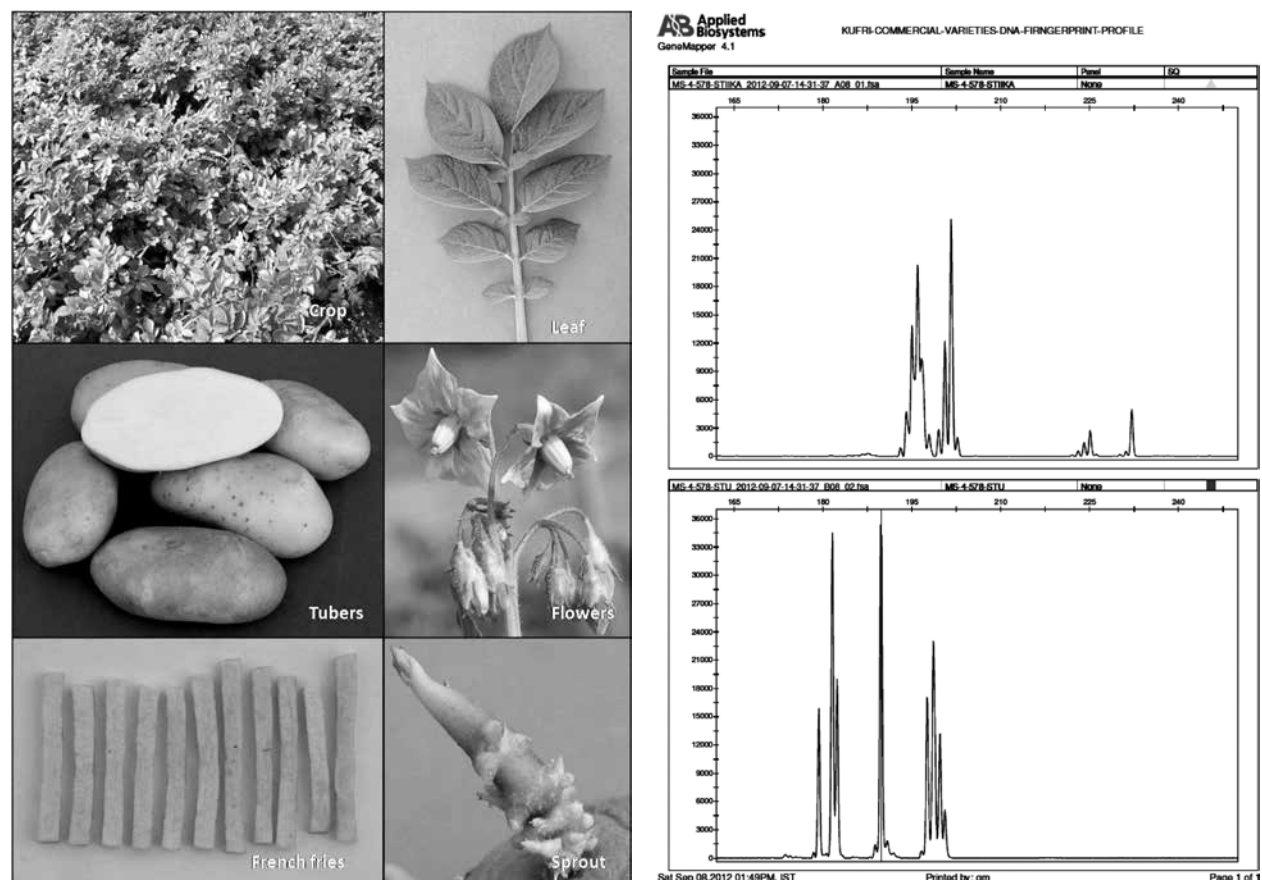 Crop
Leaf
Tubers
Flowers
French fries
Sprout
AB Applied
Biosystems
GeneMapper 4.1
KUFRI-COMMERCIAL-VARIETIES-DNA-FIRNGERPRINT-PROFILE
Sample File Sample Name Panel SQ
MS-4-578-STIIKA_2012-09-07-14-31-37_A08_01.fsa MS-4-578-STIIKA None
165 180 195 210 225 240
36000
33000
30000
27000
24000
21000
18000
15000
12000
9000
6000
3000
0
MS-4-578-STU_2012-09-07-14-31-37_B08_02.fsa MS-4-578-STU None
165 180 195 210 225 240
36000
33000
30000
27000
24000
21000
18000
15000
12000
9000
6000
3000
0
Sat Sep 08,2012 01:49PM, IST Printed by: gm Page 1 of 1